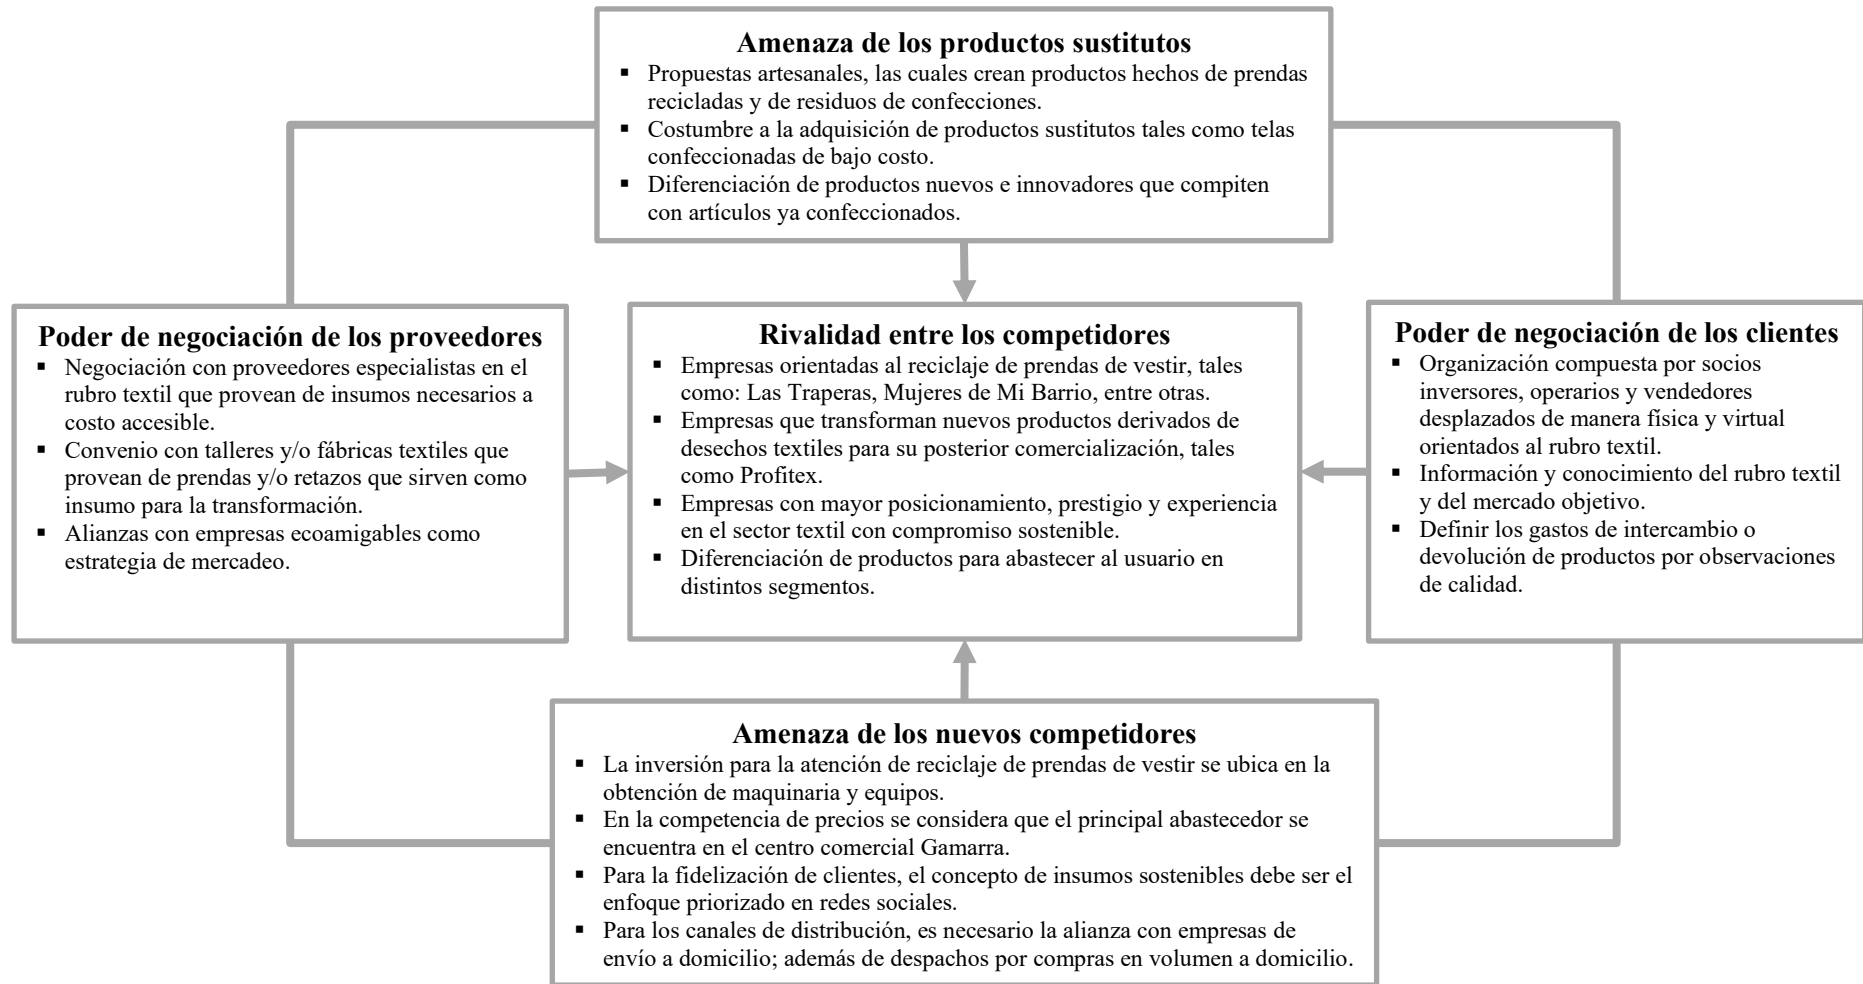 Amenaza de los productos sustitutos
▪ Propuestas artesanales, las cuales crean productos hechos de prendas
recicladas y de residuos de confecciones.
▪ Costumbre a la adquisición de productos sustitutos tales como telas
confeccionadas de bajo costo.
▪ Diferenciación de productos nuevos e innovadores que compiten
con artículos ya confeccionados.
Poder de negociación de los proveedores
▪ Negociación con proveedores especialistas en el
rubro textil que provean de insumos necesarios a
costo accesible.
▪ Convenio con talleres y/o fábricas textiles que
provean de prendas y/o retazos que sirven como
insumo para la transformación.
▪ Alianzas con empresas ecoamigables como
estrategia de mercadeo.
Rivalidad entre los competidores
▪ Empresas orientadas al reciclaje de prendas de vestir, tales
como: Las Traperas, Mujeres de Mi Barrio, entre otras.
▪ Empresas que transforman nuevos productos derivados de
desechos textiles para su posterior comercialización, tales
como Profitex.
▪ Empresas con mayor posicionamiento, prestigio y experiencia
en el sector textil con compromiso sostenible.
▪ Diferenciación de productos para abastecer al usuario en
distintos segmentos.
Poder de negociación de los clientes
▪ Organización compuesta por socios
inversores, operarios y vendedores
desplazados de manera física y virtual
orientados al rubro textil.
▪ Información y conocimiento del rubro textil
y del mercado objetivo.
▪ Definir los gastos de intercambio o
devolución de productos por observaciones
de calidad.
Amenaza de los nuevos competidores
▪ La inversión para la atención de reciclaje de prendas de vestir se ubica en la
obtención de maquinaria y equipos.
▪ En la competencia de precios se considera que el principal abastecedor se
encuentra en el centro comercial Gamarra.
▪ Para la fidelización de clientes, el concepto de insumos sostenibles debe ser el
enfoque priorizado en redes sociales.
▪ Para los canales de distribución, es necesario la alianza con empresas de
envío a domicilio; además de despachos por compras en volumen a domicilio.